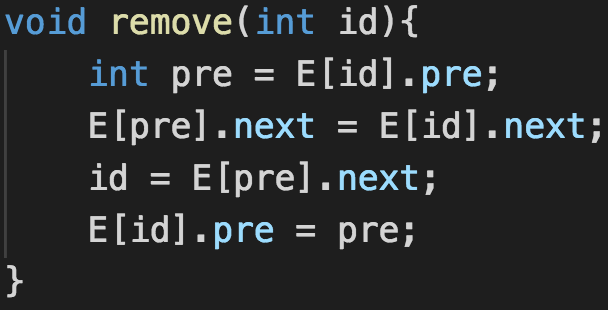 void remove(int id){
    int pre = E[id].pre;
    E[pre].next = E[id].next;
    id = E[pre].next;
    E[id].pre = pre;
}